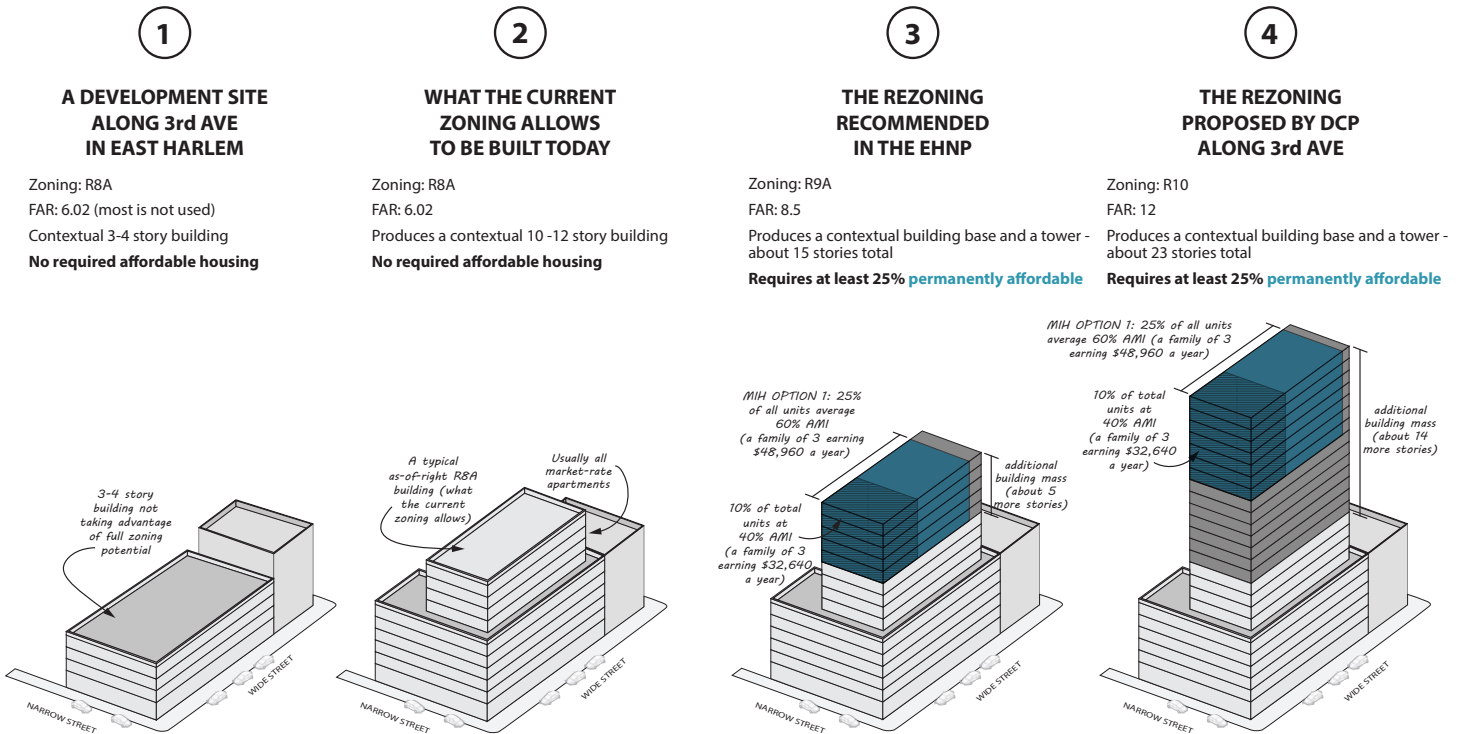 1
A DEVELOPMENT SITE
ALONG 3rd AVE
IN EAST HARLEM
Zoning: R8A
FAR: 6.02 (most is not used)
Contextual 3-4 story building
No required affordable housing
3-4 story
building not
taking advantage
of full zoning
potential
NARROW STREET
WIDE STREET
2
WHAT THE CURRENT
ZONING ALLOWS
TO BE BUILT TODAY
Zoning: R8A
FAR: 6.02
Produces a contextual 10 -12 story building
No required affordable housing
A typical
as-of-right R8A
building (what
the current
zoning allows)
Usually all
market-rate
apartments
NARROW STREET
WIDE STREET
3
THE REZONING
RECOMMENDED
IN THE EHNP
Zoning: R9A
FAR: 8.5
Produces a contextual building base and a tower -
about 15 stories total
Requires at least 25% permanently affordable
MIH OPTION 1: 25%
of all units average
60% AMI
(a family of 3 earning
$48,960 a year)
10% of total
units at
40% AMI
(a family of 3
earning $32,640
a year)
additional
building mass
(about 5
more stories)
NARROW STREET
WIDE STREET
4
THE REZONING
PROPOSED BY DCP
ALONG 3rd AVE
Zoning: R10
FAR: 12
Produces a contextual building base and a tower -
about 23 stories total
Requires at least 25% permanently affordable
MIH OPTION 1: 25% of all units
average 60% AMI (a family of 3
earning $48,960 a year)
10% of total
units at
40% AMI
(a family of 3
earning $32,640
a year)
additional
building mass
(about 14
more stories)
NARROW STREET
WIDE STREET